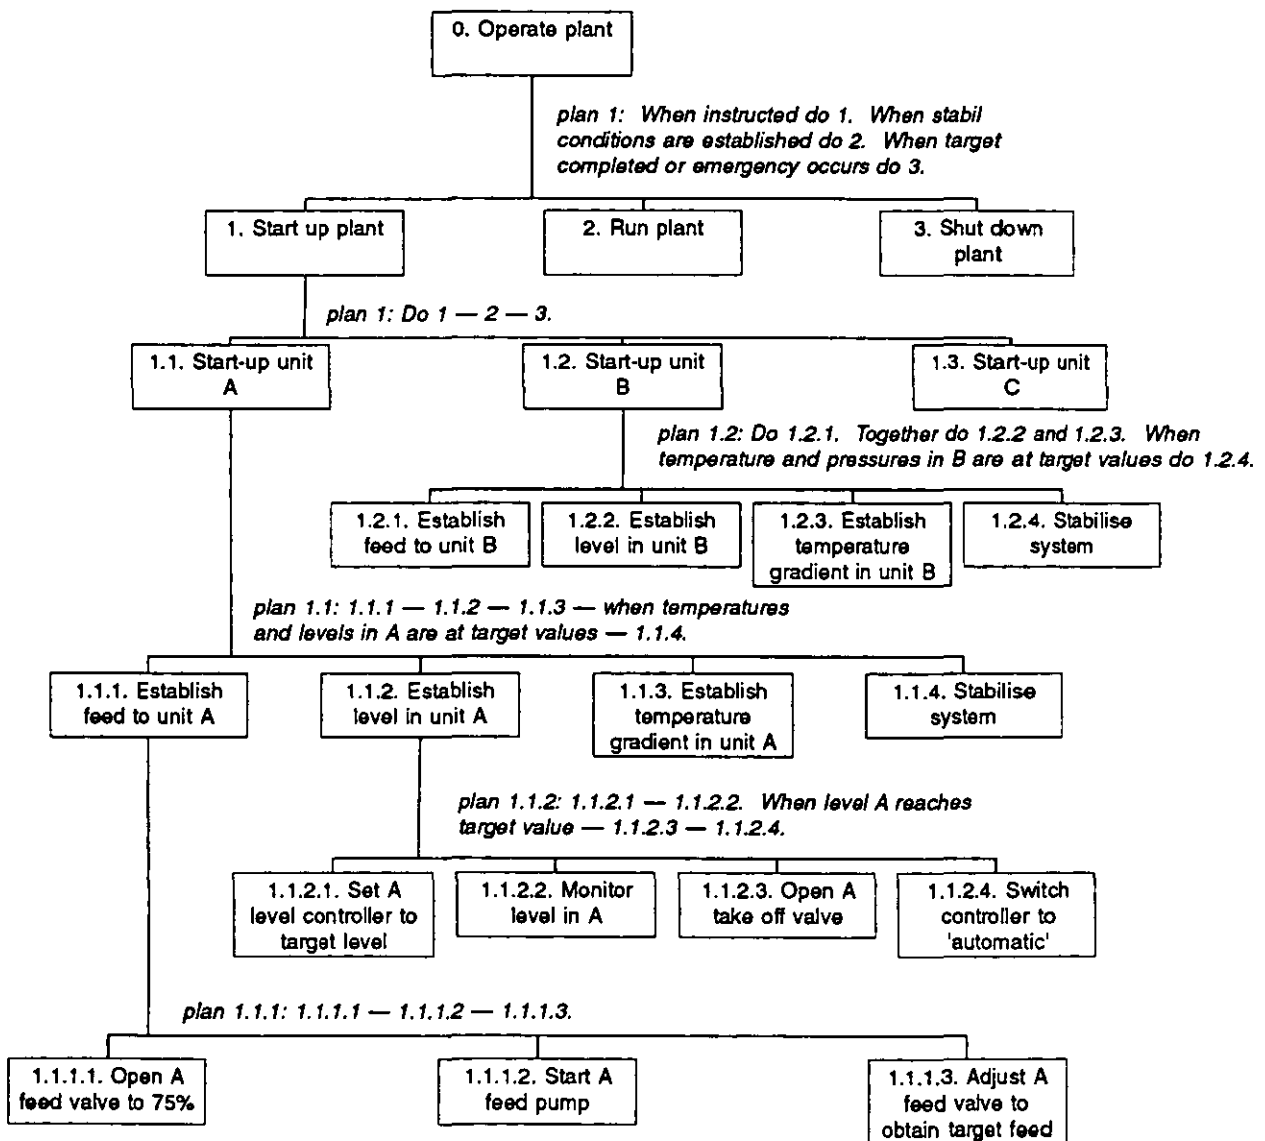 0. Operate plant
plan 1: When instructed do 1. When stabil
conditions are established do 2. When target
completed or emergency occurs do 3.
1. Start up plant
2. Run plant
3. Shut down
plant
plan 1: Do 1 — 2 — 3.
1.1. Start-up unit
A
1.2. Start-up unit
B
1.3. Start-up unit
C
plan 1.2: Do 1.2.1. Together do 1.2.2 and 1.2.3. When
temperature and pressures in B are at target values do 1.2.4.
1.2.1. Establish
feed to unit B
1.2.2. Establish
level in unit B
1.2.3. Establish
temperature
gradient in unit B
1.2.4. Stabilise
system
plan 1.1: 1.1.1 — 1.1.2 — 1.1.3 — when temperatures
and levels in A are at target values — 1.1.4.
1.1.1. Establish
feed to unit A
1.1.2. Establish
level in unit A
1.1.3. Establish
temperature
gradient in unit A
1.1.4. Stabilise
system
plan 1.1.2: 1.1.2.1 — 1.1.2.2. When level A reaches
target value — 1.1.2.3 — 1.1.2.4.
1.1.2.1. Set A
level controller to
target level
1.1.2.2. Monitor
level in A
1.1.2.3. Open A
take off valve
1.1.2.4. Switch
controller to
'automatic'
plan 1.1.1: 1.1.1.1 — 1.1.1.2 — 1.1.1.3.
1.1.1.1. Open A
feed valve to 75%
1.1.1.2. Start A
feed pump
1.1.1.3. Adjust A
feed valve to
obtain target feed